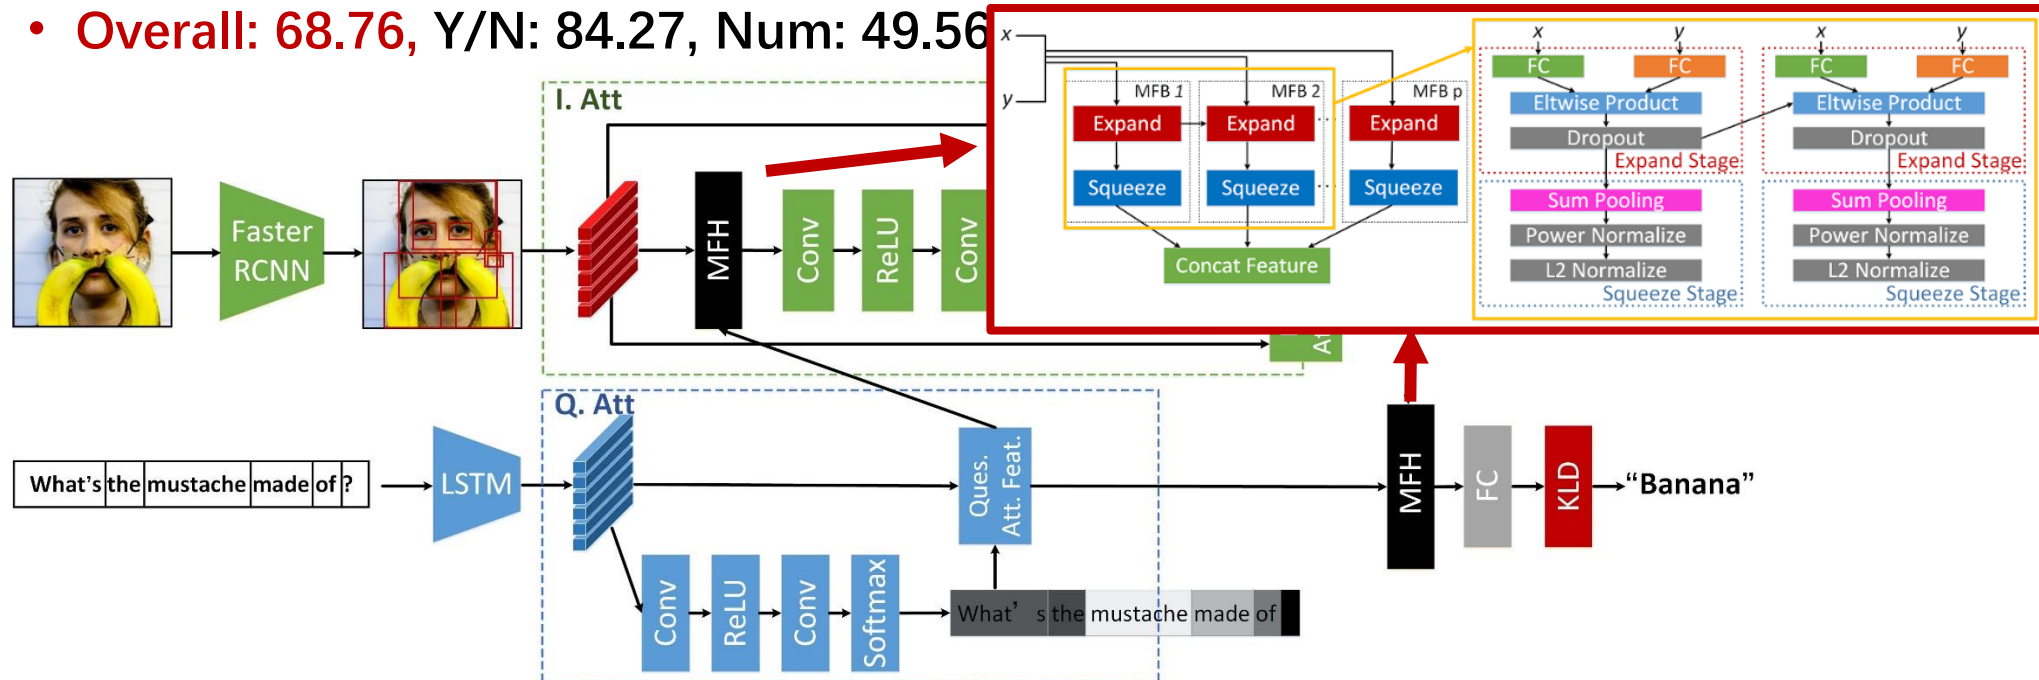 • Overall: 68.76, Y/N: 84.27, Num: 49.56
x
y
MFB 1
MFB 2
MFB p
Expand
Expand
Expand
...
Squeeze
Squeeze
Squeeze
...
Concat Feature
x
y
x
y
FC
FC
FC
FC
Eltwise Product
Eltwise Product
Dropout
Dropout
Expand Stage
Expand Stage
Sum Pooling
Sum Pooling
Power Normalize
Power Normalize
L2 Normalize
L2 Normalize
Squeeze Stage
Squeeze Stage
I. Att
Faster
RCNN
MFH
Conv
ReLU
Conv
Q. Att
What's the mustache made of ?
LSTM
Ques.
Att. Feat.
Conv
ReLU
Conv
Softmax
What's the mustache made of
MFH
FC
KLD
“Banana”